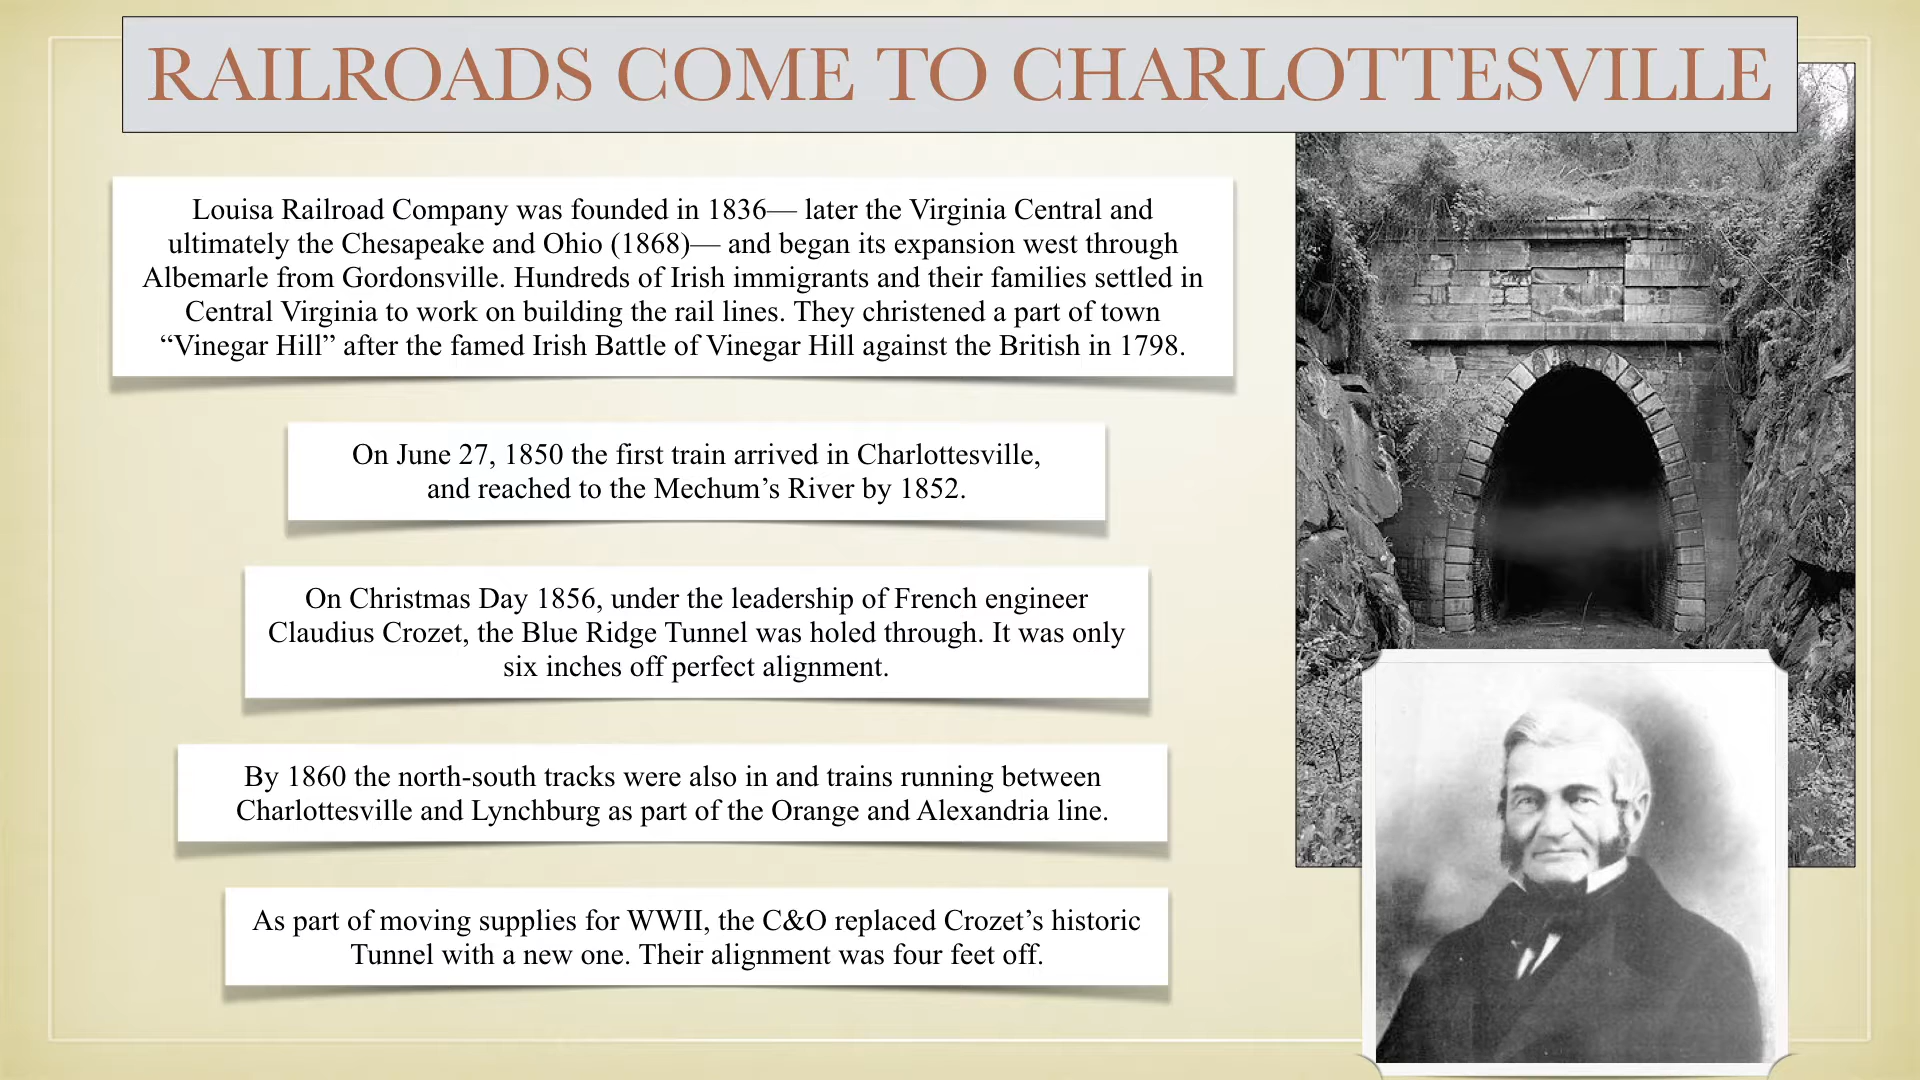 RAILROADS COME TO CHARLOTTESVILLE
Louisa Railroad Company was founded in 1836— later the Virginia Central and
ultimately the Chesapeake and Ohio (1868)— and began its expansion west through
Albemarle from Gordonsville. Hundreds of Irish immigrants and their families settled in
Central Virginia to work on building the rail lines. They christened a part of town
“Vinegar Hill” after the famed Irish Battle of Vinegar Hill against the British in 1798.
On June 27, 1850 the first train arrived in Charlottesville,
and reached to the Mechum’s River by 1852.
On Christmas Day 1856, under the leadership of French engineer
Claudius Crozet, the Blue Ridge Tunnel was holed through. It was only
six inches off perfect alignment.
By 1860 the north-south tracks were also in and trains running between
Charlottesville and Lynchburg as part of the Orange and Alexandria line.
As part of moving supplies for WWII, the C&O replaced Crozet’s historic
Tunnel with a new one. Their alignment was four feet off.